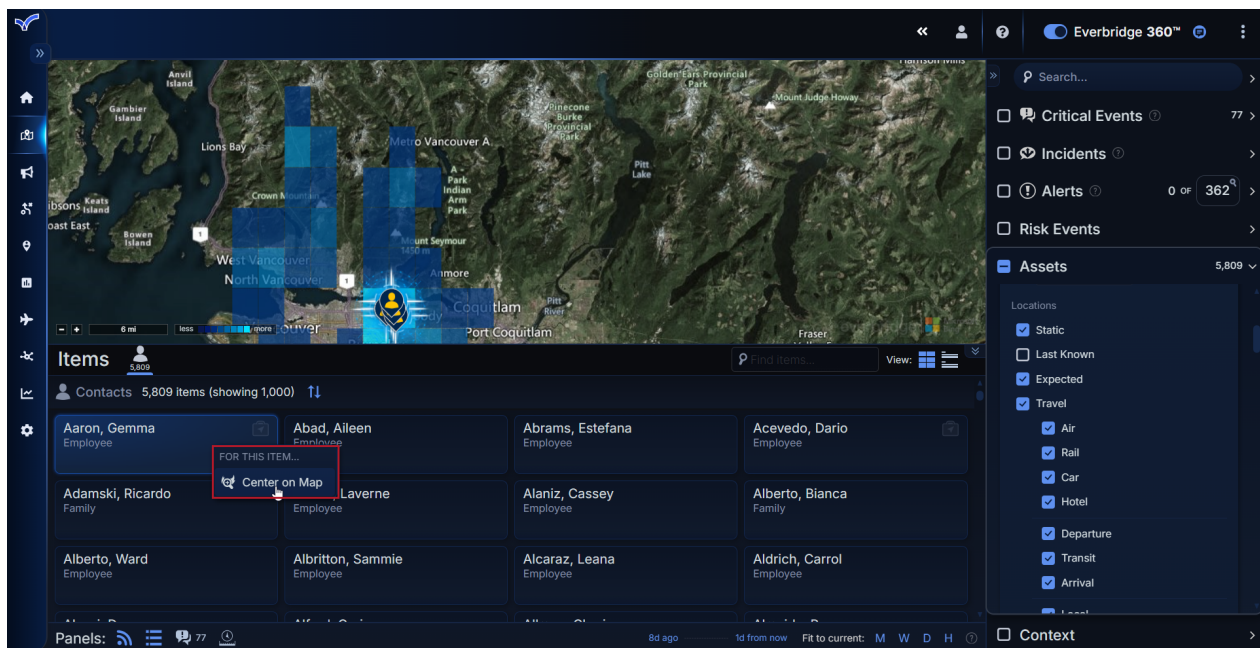 Everbridge 360™
Harrison Mills
Anvil
Island
Golden Ears Provincial
Park
Mount Judge Howay
Gambier
Island
Pinecone
Burke
Provincial
Park
Lions Bay
Metro Vancouver A
Pitt
Lake
A -
Park
Indian
Arm
Park
Crown Mountain
Keats
Island
Bowen
Island
1
Mount Seymour
1450 m
West Vancouver
North Vancouver
1
Anmore
Coquitlam
Pitt
River
Port Coquitlam
Fraser
6 mi
less
more
Items
5,809
Find items...
View:
Contacts 5,809 items (showing 1,000)
Aaron, Gemma
Employee
Abad, Aileen
Employee
Abrams, Estefana
Employee
Acevedo, Dario
Employee
FOR THIS ITEM...
Center on Map
Adamski, Ricardo
Family
Laverne
Employee
Alaniz, Cassey
Employee
Alberto, Bianca
Family
Alberto, Ward
Employee
Albritton, Sammie
Employee
Alcaraz, Leana
Employee
Aldrich, Carrol
Employee
Panels:
77
8d ago
1d from now
Fit to current: M W D H
Search...
Critical Events
77
Incidents
Alerts
0 OF 362
Risk Events
Assets
5,809
Locations
Static
Last Known
Expected
Travel
Air
Rail
Car
Hotel
Departure
Transit
Arrival
Local
Context